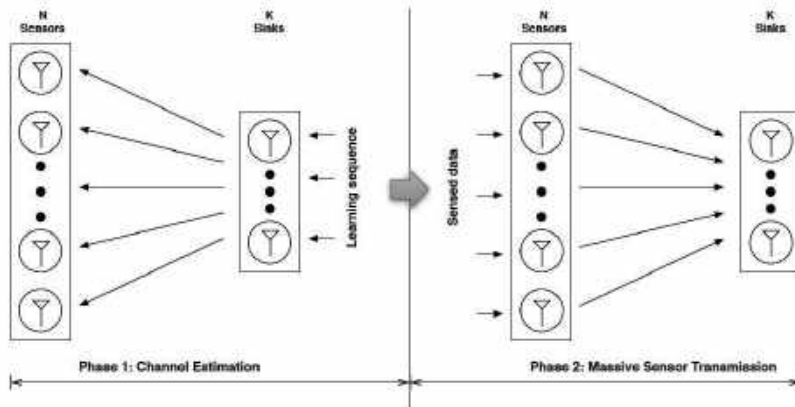 N
Sensors
K
Sinks
Learning sequence
Phase 1: Channel Estimation
N
Sensors
K
Sinks
Sensed data
Phase 2: Massive Sensor Transmission